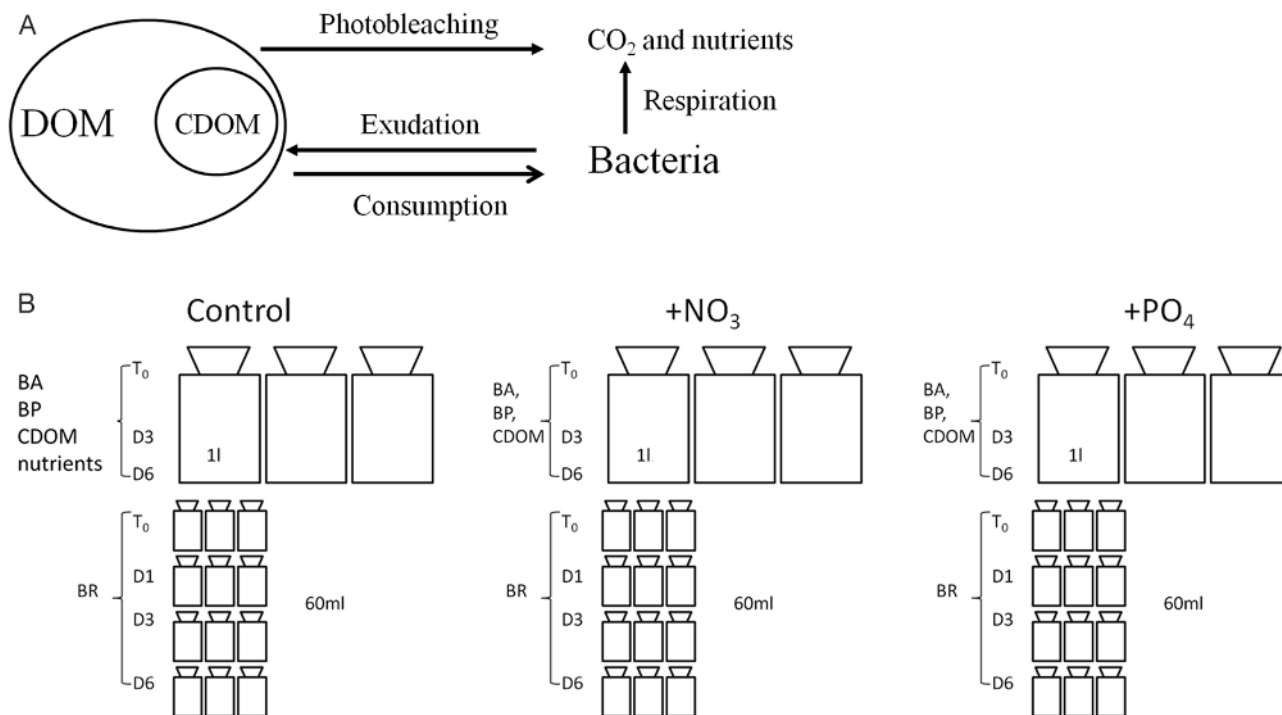 A
Photobleaching
CO₂ and nutrients
Respiration
DOM
CDOM
Exudation
Bacteria
Consumption
B
Control
+NO₃
+PO₄
BA
BP
CDOM
nutrients
T₀
D3
D6
1l
BA,
BP,
CDOM
T₀
D3
D6
1l
BA,
BP,
CDOM
T₀
D3
D6
1l
BR
T₀
D1
D3
D6
60ml
BR
T₀
D1
D3
D6
60ml
BR
T₀
D1
D3
D6
60ml